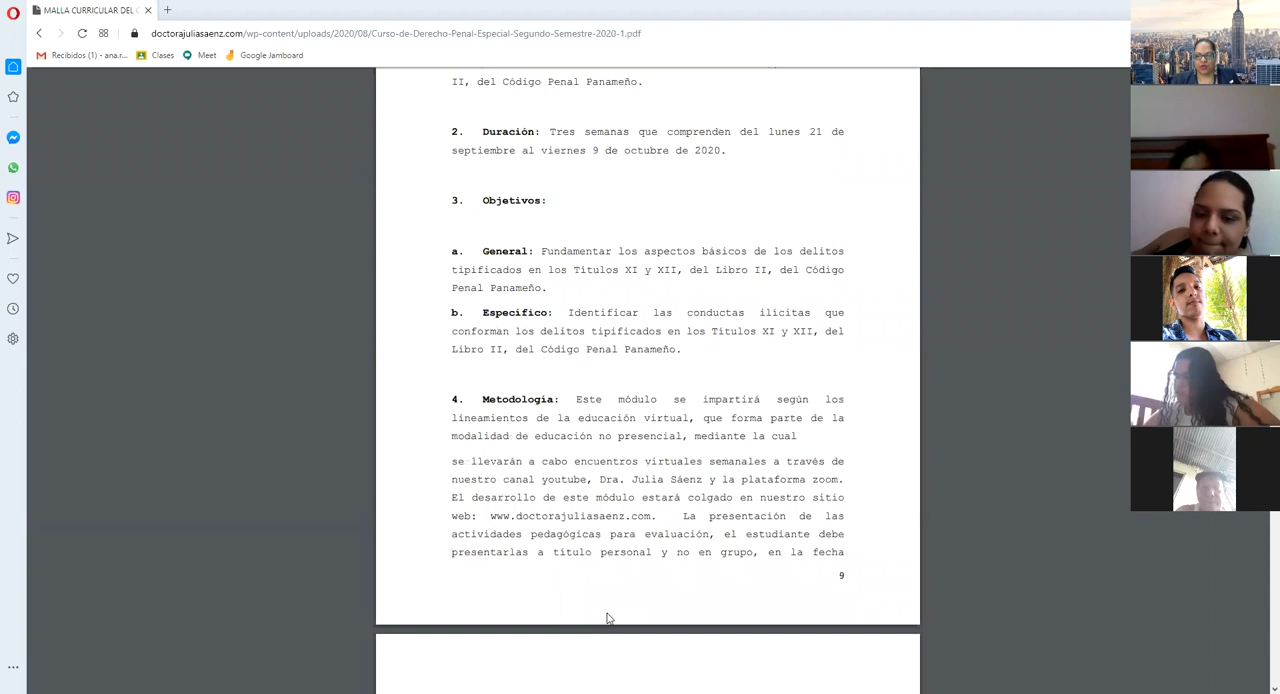 MALLA CURRICULAR DEL C
doctorajuliasaenz.com/wp-content/uploads/2020/08/Curso-de-Derecho-Penal-Especial-Segundo-Semestre-2020-1.pdf
Recibidos (1) - ana.r... Clases Meet Google Jamboard
II, del Código Penal Panameño.
2. Duración: Tres semanas que comprenden del lunes 21 de
septiembre al viernes 9 de octubre de 2020.
3. Objetivos:
a. General: Fundamentar los aspectos básicos de los delitos
tipificados en los Títulos XI y XII, del Libro II, del Código
Penal Panameño.
b. Específico: Identificar las conductas ilícitas que
conforman los delitos tipificados en los Títulos XI y XII, del
Libro II, del Código Penal Panameño.
4. Metodología: Este módulo se impartirá según los
lineamientos de la educación virtual, que forma parte de la
modalidad de educación no presencial, mediante la cual
se llevarán a cabo encuentros virtuales semanales a través de
nuestro canal youtube, Dra. Julia Sáenz y la plataforma zoom.
El desarrollo de este módulo estará colgado en nuestro sitio
web: www.doctorajuliasaenz.com. La presentación de las
actividades pedagógicas para evaluación, el estudiante debe
presentarlas a título personal y no en grupo, en la fecha
9